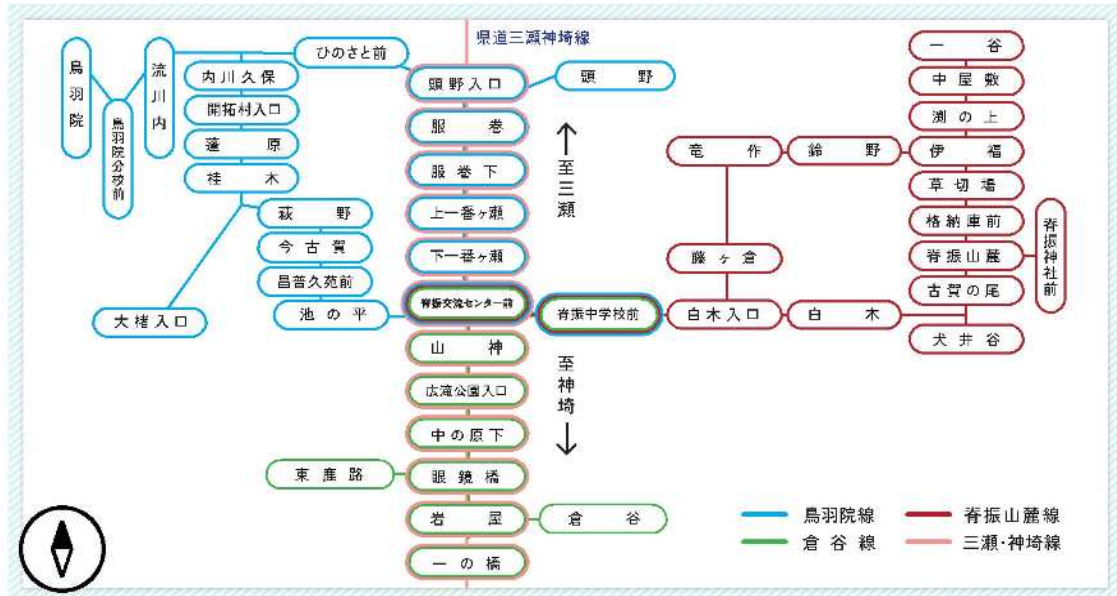 県道三瀬神埼線
鳥羽院
鳥羽院分校前
流川内
ひのさと前
内川久保
開拓村入口
蓬原
桂木
萩野
今古賀
昌普久苑前
池の平
大楮入口
頭野入口
頭野
服巻
服巻下
上一番ヶ瀬
下一番ヶ瀬
脊振交流センター前
脊振中学校前
山神
広滝公園入口
中の原下
眼鏡橋
東鹿路
岩屋
倉谷
一の橋
至三瀬
至神埼
竜作
鈴野
藤ヶ倉
白木入口
白木
一谷
中屋敷
渕の上
伊福
草切場
格納庫前
脊振山麓
脊振神社前
古賀の尾
犬井谷
鳥羽院線
脊振山麓線
倉谷線
三瀬・神埼線